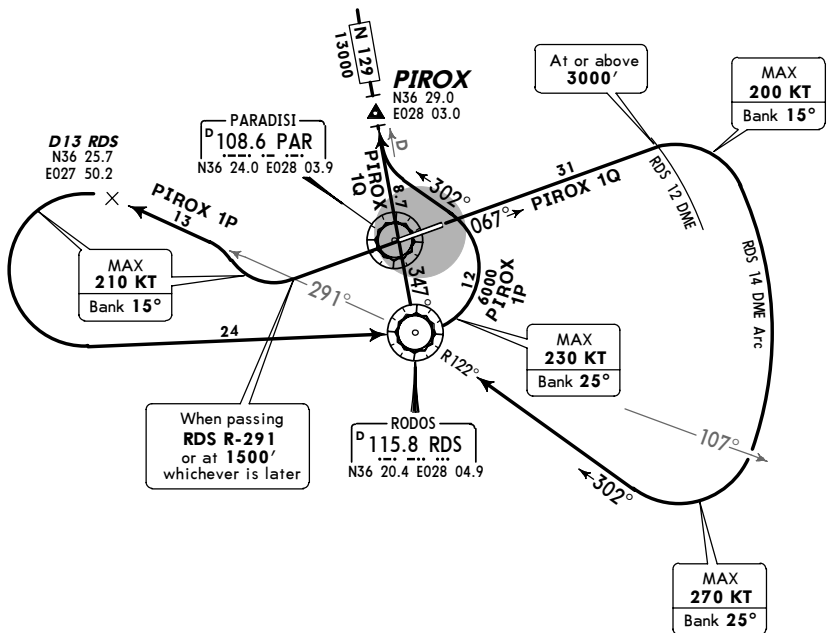 N 129
13000
PIROX
N36 29.0
E028 03.0
PARADISI
D 108.6 PAR
N36 24.0 E028 03.9
D13 RDS
N36 25.7
E027 50.2
At or above
3000'
MAX
200 KT
Bank 15°
D
PIROX
1Q
8.7
302°
067°
31
PIROX 1Q
RDS 12 DME
PIROX 1P
13
MAX
210 KT
Bank 15°
291°
347°
12
6000
PIROX
1P
RDS 14 DME Arc
24
R122°
MAX
230 KT
Bank 25°
When passing
RDS R-291
or at 1500'
whichever is later
RODOS
D 115.8 RDS
N36 20.4 E028 04.9
107°
302°
MAX
270 KT
Bank 25°